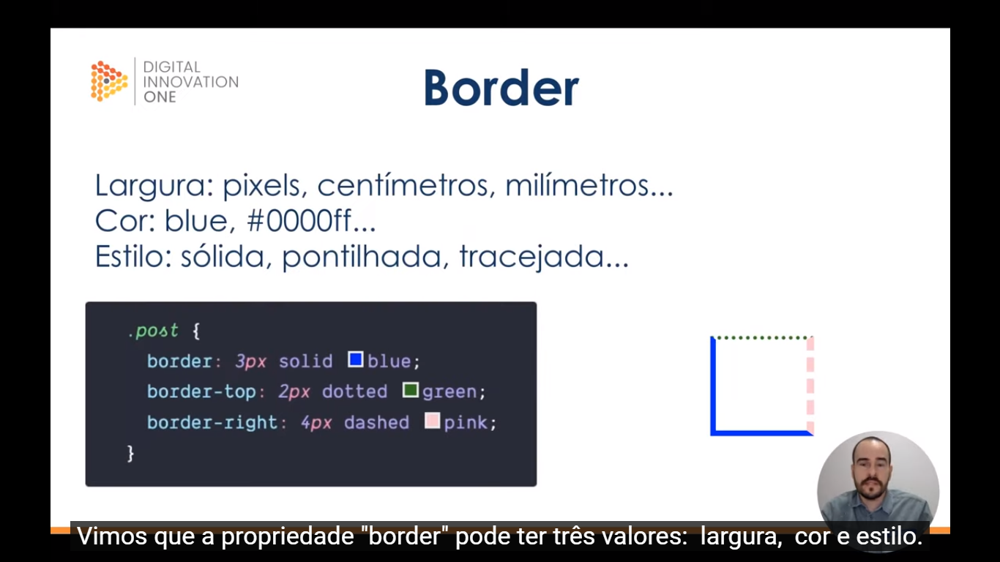 DIGITAL
INNOVATION
ONE
Border
Largura: pixels, centímetros, milímetros...
Cor: blue, #0000ff...
Estilo: sólida, pontilhada, tracejada...
.post {
border: 3px solid blue;
border-top: 2px dotted green;
border-right: 4px dashed pink;
}
Vimos que a propriedade "border" pode ter três valores: largura, cor e estilo.